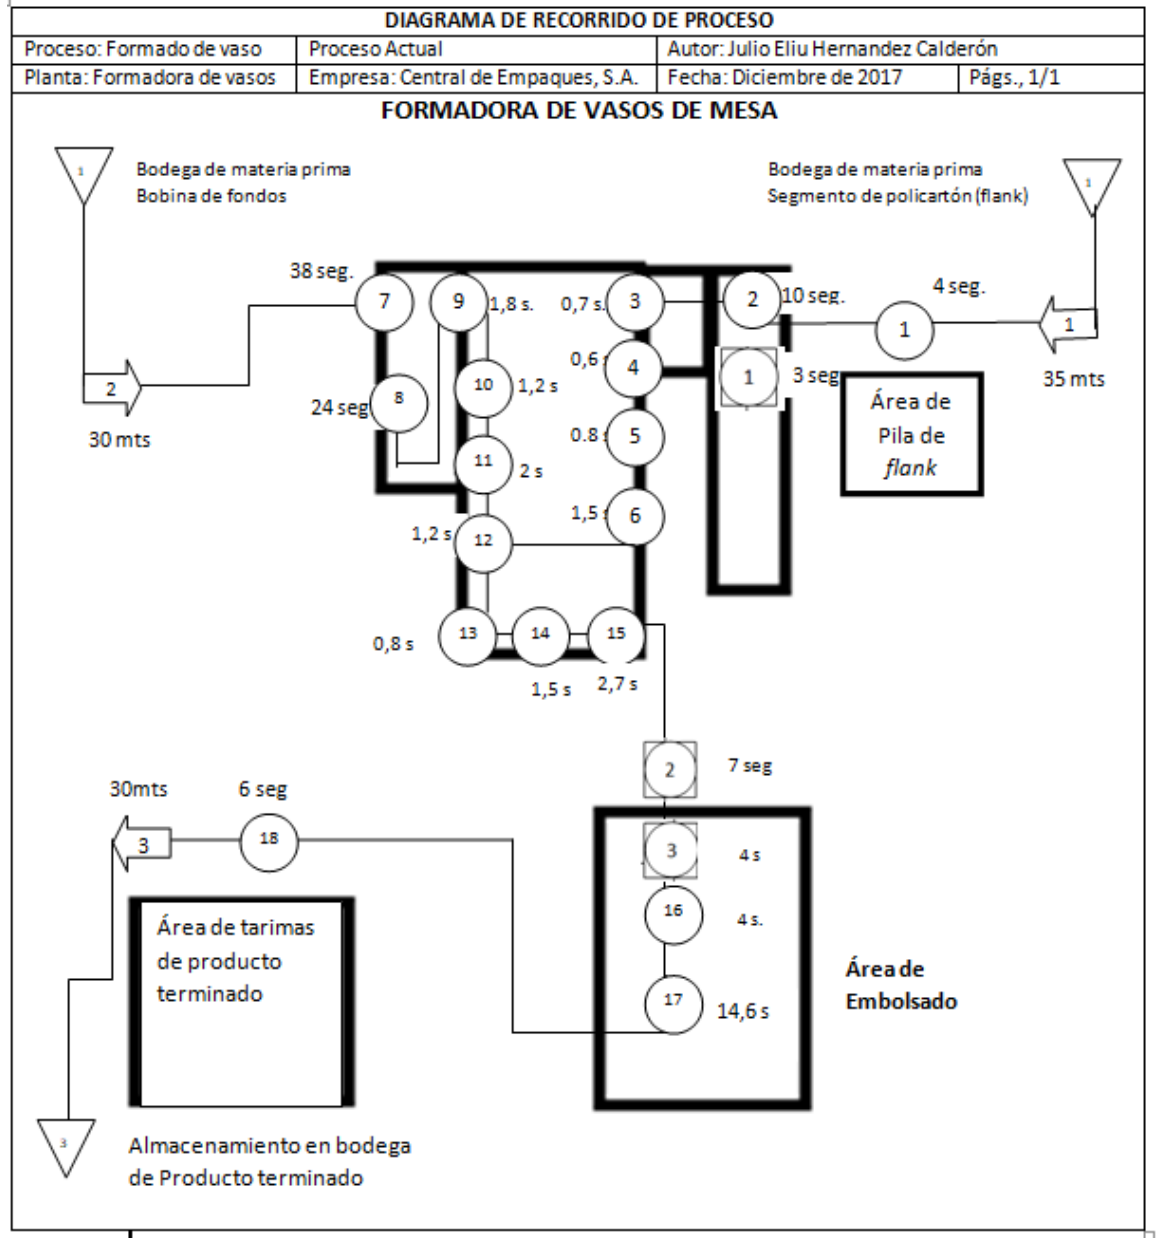 DIAGRAMA DE RECORRIDO DE PROCESO
Proceso: Formado de vaso
Proceso Actual
Autor: Julio Eliu Hernandez Calderón
Planta: Formadora de vasos
Empresa: Central de Empaques, S.A.
Fecha: Diciembre de 2017
Págs., 1/1
FORMADORA DE VASOS DE MESA
1
Bodega de materia prima
Bobina de fondos
Bodega de materia prima
Segmento de policartón (flank)
1
38 seg.
7
9
1,8 s.
0,7 s.
3
2
10 seg.
4 seg.
1
1
35 mts
2
30 mts
8
24 seg
10
1,2 s
0,6 s
4
1
3 seg
Área de
Pila de
flank
11
2 s
0.8 s
5
1,2 s
12
1,5 s
6
13
14
15
0,8 s
1,5 s
2,7 s
2
7 seg
30mts
6 seg
3
18
3
4 s
16
4 s.
17
14,6 s
Área de
Embolsado
Área de tarimas
de producto
terminado
3
Almacenamiento en bodega
de Producto terminado